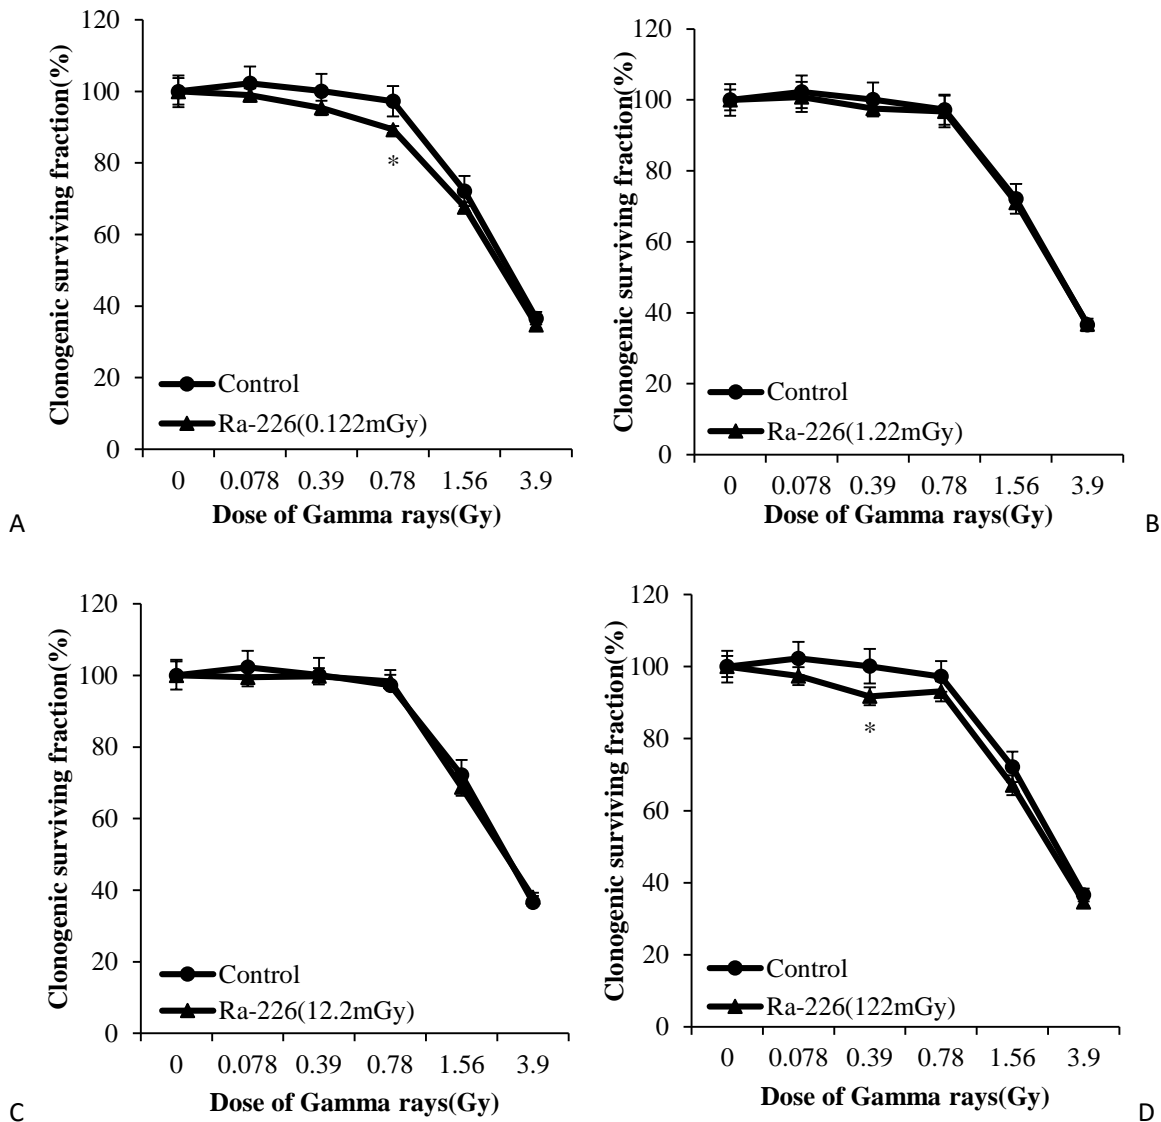 120
100
80
60
40
20
0
Clonogenic surviving fraction(%)
*
Control
Ra-226(0.122mGy)
0 0.078 0.39 0.78 1.56 3.9
Dose of Gamma rays(Gy)
A
120
100
80
60
40
20
0
Clonogenic surviving fraction(%)
Control
Ra-226(1.22mGy)
0 0.078 0.39 0.78 1.56 3.9
Dose of Gamma rays(Gy)
B
120
100
80
60
40
20
0
Clonogenic surviving fraction(%)
Control
Ra-226(12.2mGy)
0 0.078 0.39 0.78 1.56 3.9
Dose of Gamma rays(Gy)
C
120
100
80
60
40
20
0
Clonogenic surviving fraction(%)
*
Control
Ra-226(122mGy)
0 0.078 0.39 0.78 1.56 3.9
Dose of Gamma rays(Gy)
D